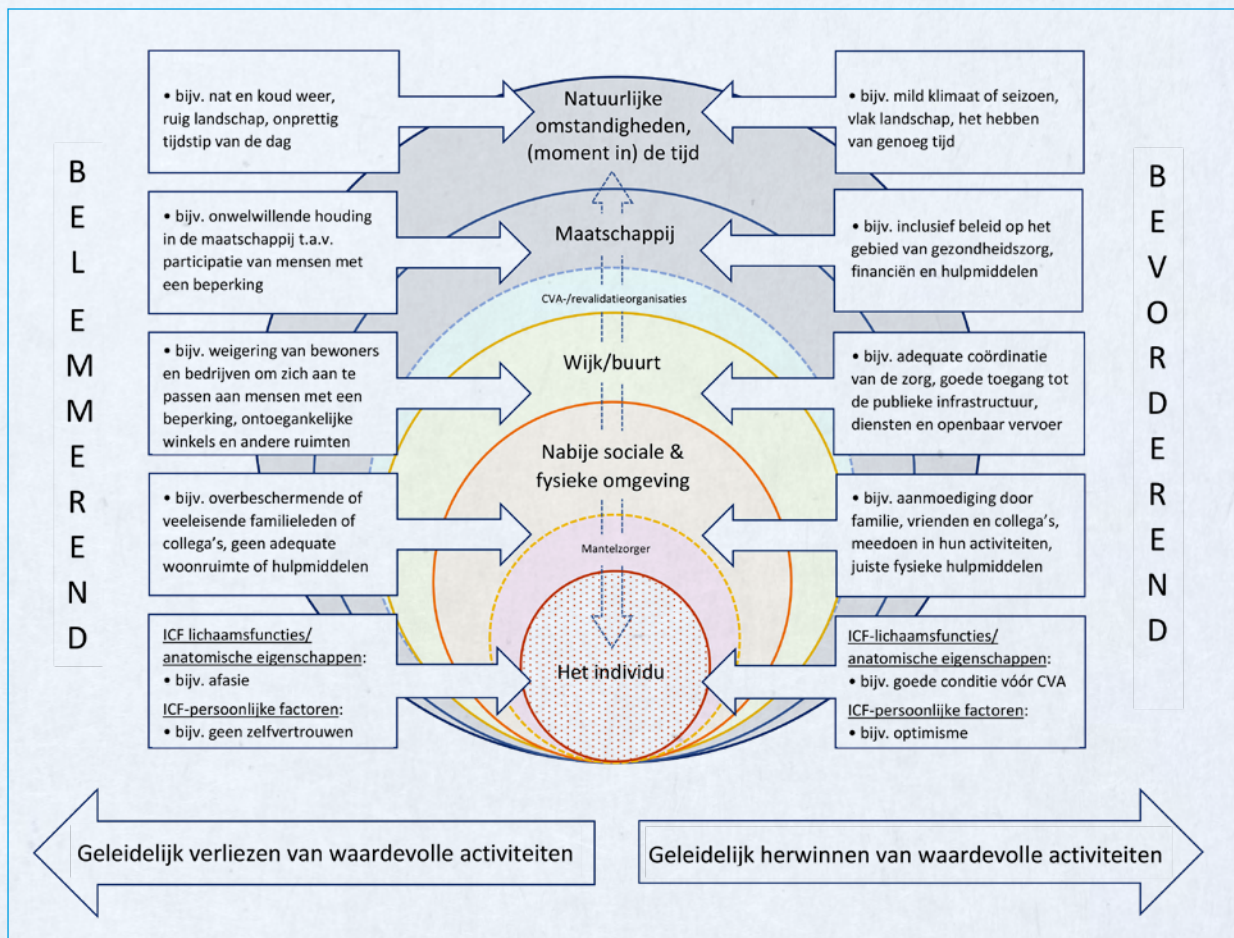 BELEMMEREND
• bijv. nat en koud weer,
ruig landschap, onprettig
tijdstip van de dag
• bijv. onwelwillende houding
in de maatschappij t.a.v.
participatie van mensen met
een beperking
• bijv. weigering van bewoners
en bedrijven om zich aan te
passen aan mensen met een
beperking, ontoegankelijke
winkels en andere ruimten
• bijv. overbeschermende of
veeleisende familieleden of
collega's, geen adequate
woonruimte of hulpmiddelen
ICF lichaamsfuncties/
anatomische eigenschappen:
• bijv. afasie
ICF-persoonlijke factoren:
• bijv. geen zelfvertrouwen
Natuurlijke
omstandigheden,
(moment in) de tijd
Maatschappij
CVA-/revalidatieorganisaties
Wijk/buurt
Nabije sociale &
fysieke omgeving
Mantelzorger
Het individu
• bijv. mild klimaat of seizoen,
vlak landschap, het hebben
van genoeg tijd
• bijv. inclusief beleid op het
gebied van gezondheidszorg,
financiën en hulpmiddelen
• bijv. adequate coördinatie
van de zorg, goede toegang tot
de publieke infrastructuur,
diensten en openbaar vervoer
• bijv. aanmoediging door
familie, vrienden en collega's,
meedoen in hun activiteiten,
juiste fysieke hulpmiddelen
ICF-lichaamsfuncties/
anatomische eigenschappen:
• bijv. goede conditie vóór CVA
ICF-persoonlijke factoren:
• bijv. optimisme
BEVORDEREND
Geleidelijk verliezen van waardevolle activiteiten
Geleidelijk herwinnen van waardevolle activiteiten